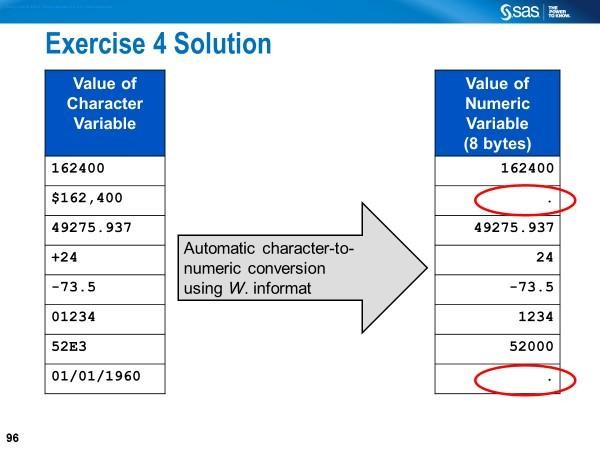 sas THE
POWER
TO KNOW.
Exercise 4 Solution
Value of
Character
Variable
162400
$162,400
49275.937
+24
-73.5
01234
52E3
01/01/1960
Automatic character-to-
numeric conversion
using W. informat
Value of
Numeric
Variable
(8 bytes)
162400
.
49275.937
24
-73.5
1234
52000
.
96